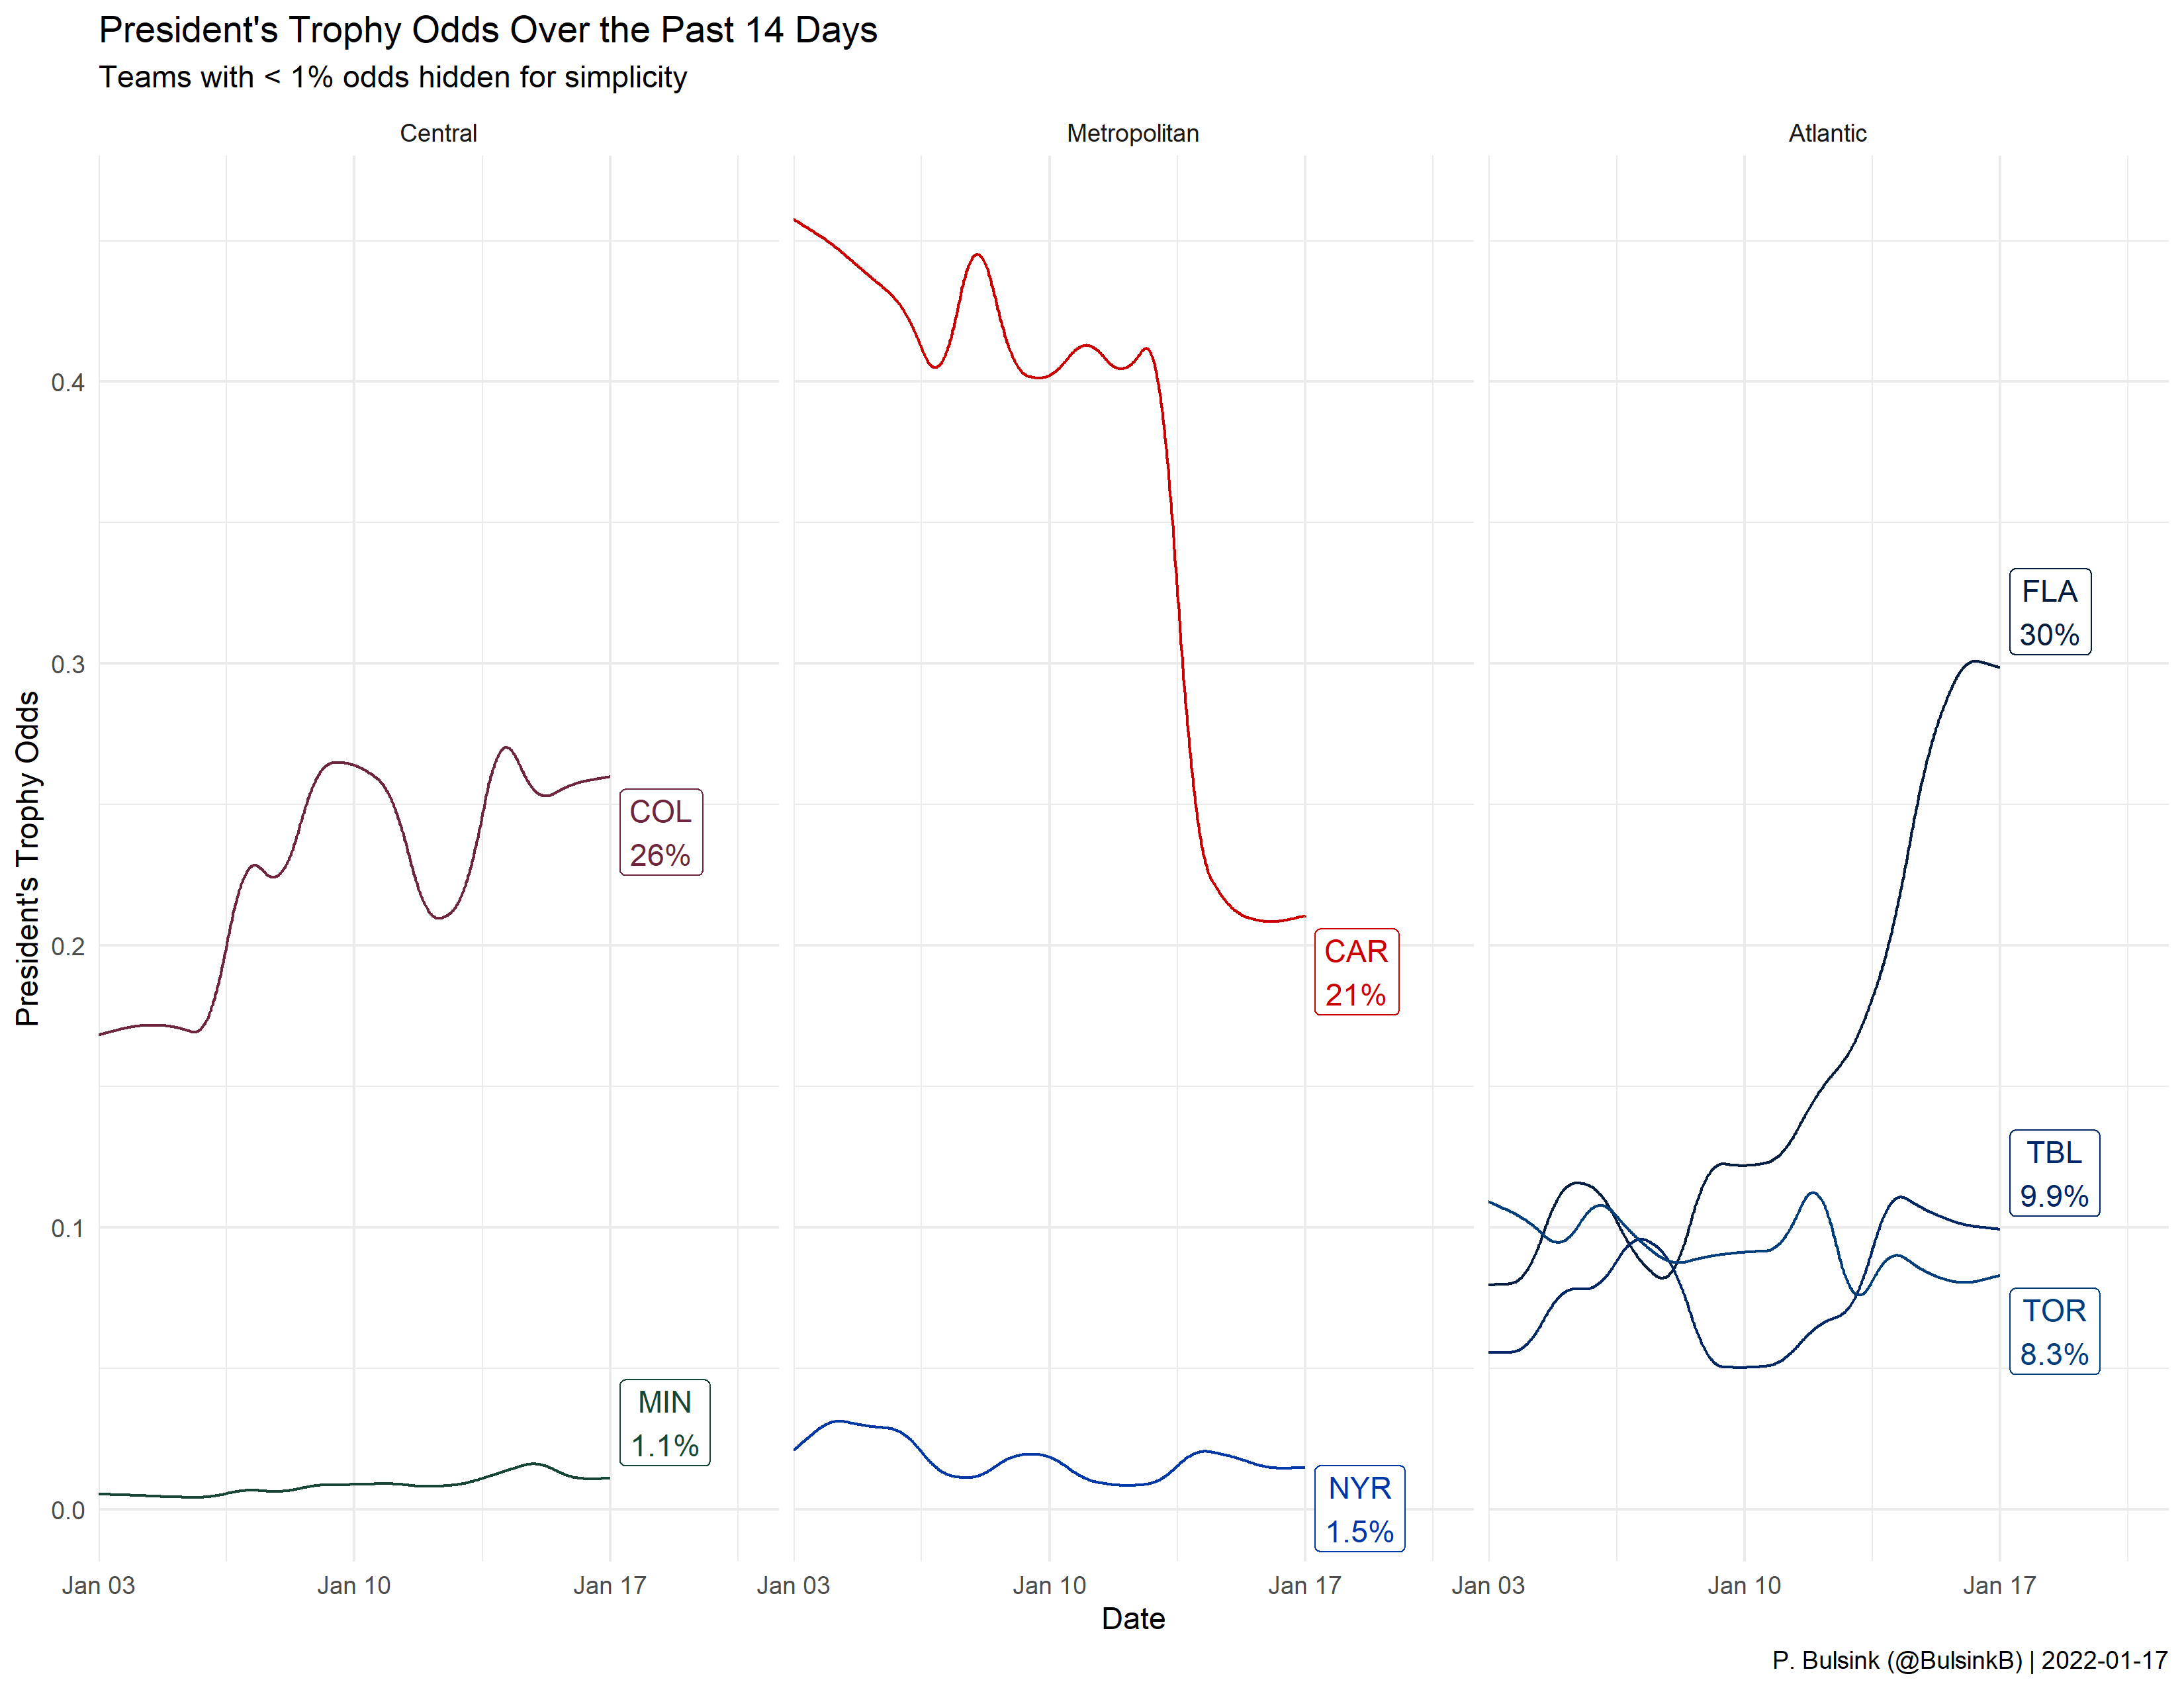 President's Trophy Odds Over the Past 14 Days
Teams with < 1% odds hidden for simplicity
Central
Metropolitan
Atlantic
President's Trophy Odds
0.4
0.3
0.2
0.1
0.0
COL
26%
MIN
1.1%
CAR
21%
NYR
1.5%
FLA
30%
TBL
9.9%
TOR
8.3%
Jan 03
Jan 10
Jan 17
Jan 03
Jan 10
Jan 17
Jan 03
Jan 10
Jan 17
Date
P. Bulsink (@BulsinkB) | 2022-01-17